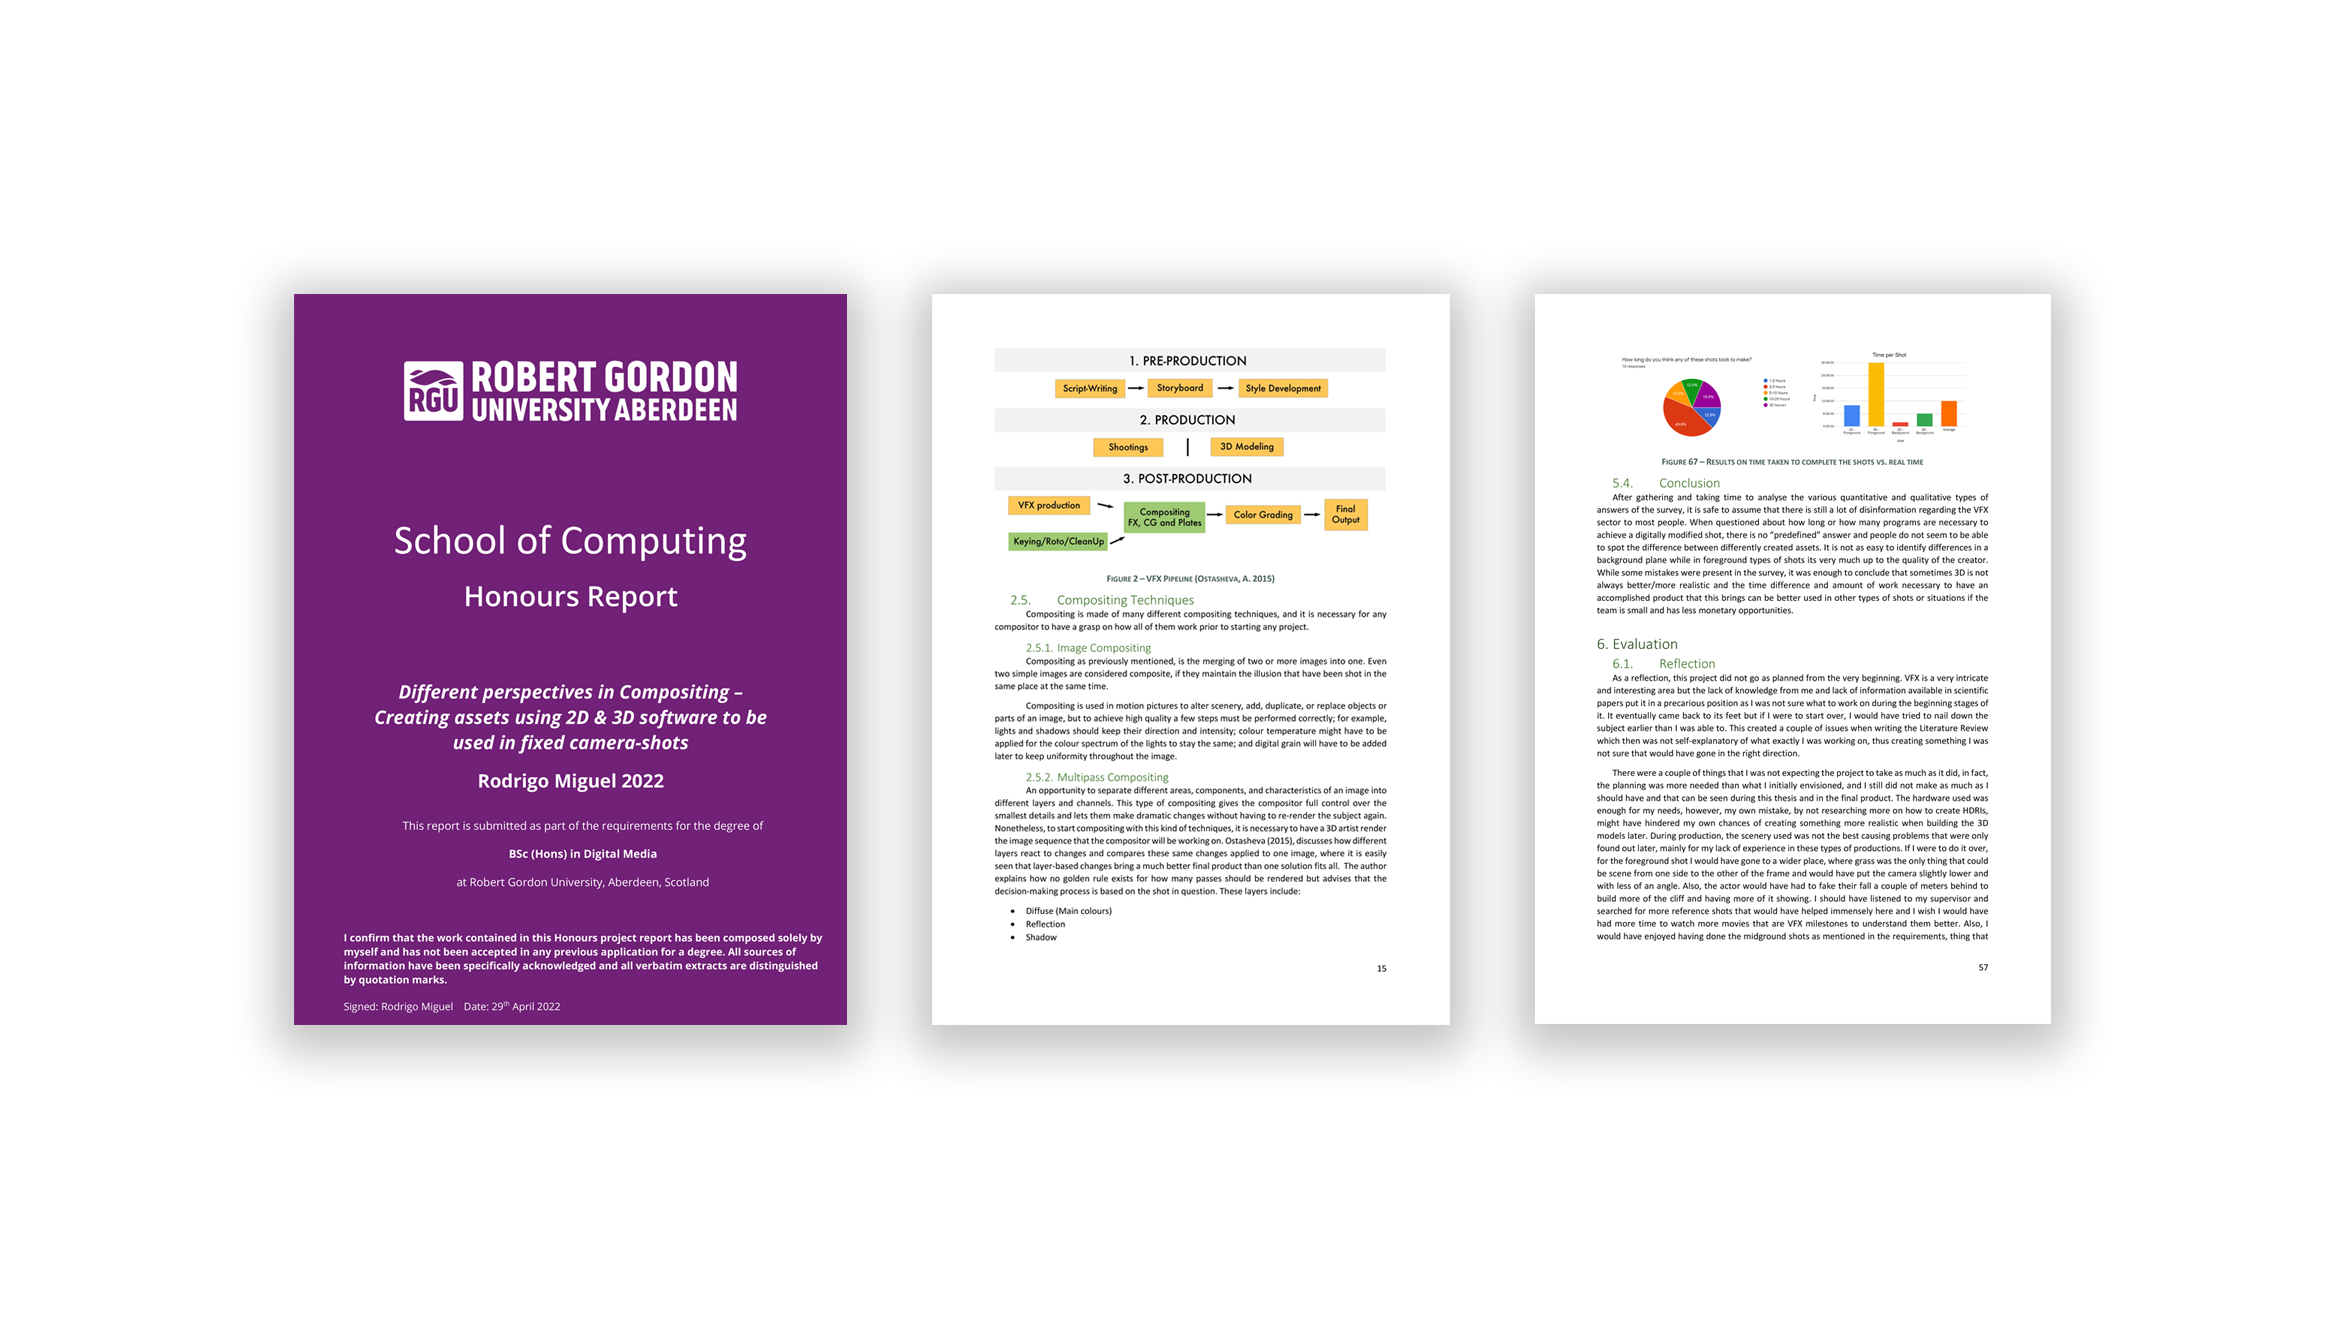 RGU
ROBERT GORDON
UNIVERSITY ABERDEEN
School of Computing
Honours Report
Different perspectives in Compositing –
Creating assets using 2D & 3D software to be
used in fixed camera-shots
Rodrigo Miguel 2022
This report is submitted as part of the requirements for the degree of
BSc (Hons) in Digital Media
at Robert Gordon University, Aberdeen, Scotland
I confirm that the work contained in this Honours project report has been composed solely by
myself and has not been accepted in any previous application for a degree. All sources of
information have been specifically acknowledged and all verbatim extracts are distinguished
by quotation marks.
Signed: Rodrigo Miguel Date: 29th April 2022
1. PRE-PRODUCTION
Script-Writing Storyboard Style Development
2. PRODUCTION
Shootings 3D Modeling
3. POST-PRODUCTION
VFX production
Compositing
FX, CG and Plates
Color Grading
Final
Output
Keying/Roto/CleanUp
FIGURE 2 – VFX PIPELINE (OSTASHEVA, A. 2015)
2.5. Compositing Techniques
Compositing is made of many different compositing techniques, and it is necessary for any
compositor to have a grasp on how all of them work prior to starting any project.
2.5.1. Image Compositing
Compositing as previously mentioned, is the merging of two or more images into one. Even
two simple images are considered composite, if they maintain the illusion that have been shot in the
same place at the same time.
Compositing is used in motion pictures to alter scenery, add, duplicate, or replace objects or
parts of an image, but to achieve high quality a few steps must be performed correctly; for example,
lights and shadows should keep their direction and intensity; colour temperature might have to be
applied for the colour spectrum of the lights to stay the same; and digital grain will have to be added
later to keep uniformity throughout the image.
2.5.2. Multipass Compositing
An opportunity to separate different areas, components, and characteristics of an image into
different layers and channels. This type of compositing gives the compositor full control over the
smallest details and lets them make dramatic changes without having to re-render the subject again.
Nonetheless, to start compositing with this kind of techniques, it is necessary to have a 3D artist render
the image sequence that the compositor will be working on. Ostasheva (2015), discusses how different
layers react to changes and compares these same changes applied to one image, where it is easily
seen that layer-based changes bring a much better final product than one solution fits all. The author
explains how no golden rule exists for how many passes should be rendered but advises that the
decision-making process is based on the shot in question. These layers include:
• Diffuse (Main colours)
• Reflection
• Shadow
15
How long do you think any of these shots took to make?
16 responses
1-2 hours
2-5 hours
5-10 hours
10-20 hours
30 hours+
Time per Shot
FIGURE 67 – RESULTS ON TIME TAKEN TO COMPLETE THE SHOTS VS. REAL TIME
5.4. Conclusion
After gathering and taking time to analyse the various quantitative and qualitative types of
answers of the survey, it is safe to assume that there is still a lot of disinformation regarding the VFX
sector to most people. When questioned about how long or how many programs are necessary to
achieve a digitally modified shot, there is no “predefined” answer and people do not seem to be able
to spot the difference between differently created assets. It is not as easy to identify differences in a
background plane while in foreground types of shots its very much up to the quality of the creator.
While some mistakes were present in the survey, it was enough to conclude that sometimes 3D is not
always better/more realistic and the time difference and amount of work necessary to have an
accomplished product that this brings can be better used in other types of shots or situations if the
team is small and has less monetary opportunities.
6. Evaluation
6.1. Reflection
As a reflection, this project did not go as planned from the very beginning. VFX is a very intricate
and interesting area but the lack of knowledge from me and lack of information available in scientific
papers put it in a precarious position as I was not sure what to work on during the beginning stages of
it. It eventually came back to its feet but if I were to start over, I would have tried to nail down the
subject earlier than I was able to. This created a couple of issues when writing the Literature Review
which then was not self-explanatory of what exactly I was working on, thus creating something I was
not sure that would have gone in the right direction.
There were a couple of things that I was not expecting the project to take as much as it did, in fact,
the planning was more needed than what I initially envisioned, and I still did not make as much as I
should have and that can be seen during this thesis and in the final product. The hardware used was
enough for my needs, however, my own mistake, by not researching more on how to create HDRIs,
might have hindered my own chances of creating something more realistic when building the 3D
models later. During production, the scenery used was not the best causing problems that were only
found out later, mainly for my lack of experience in these types of productions. If I were to do it over,
for the foreground shot I would have gone to a wider place, where grass was the only thing that could
be scene from one side to the other of the frame and would have put the camera slightly lower and
with less of an angle. Also, the actor would have had to fake their fall a couple of meters behind to
build more of the cliff and having more of it showing. I should have listened to my supervisor and
searched for more reference shots that would have helped immensely here and I wish I would have
had more time to watch more movies that are VFX milestones to understand them better. Also, I
would have enjoyed having done the midground shots as mentioned in the requirements, thing that
57